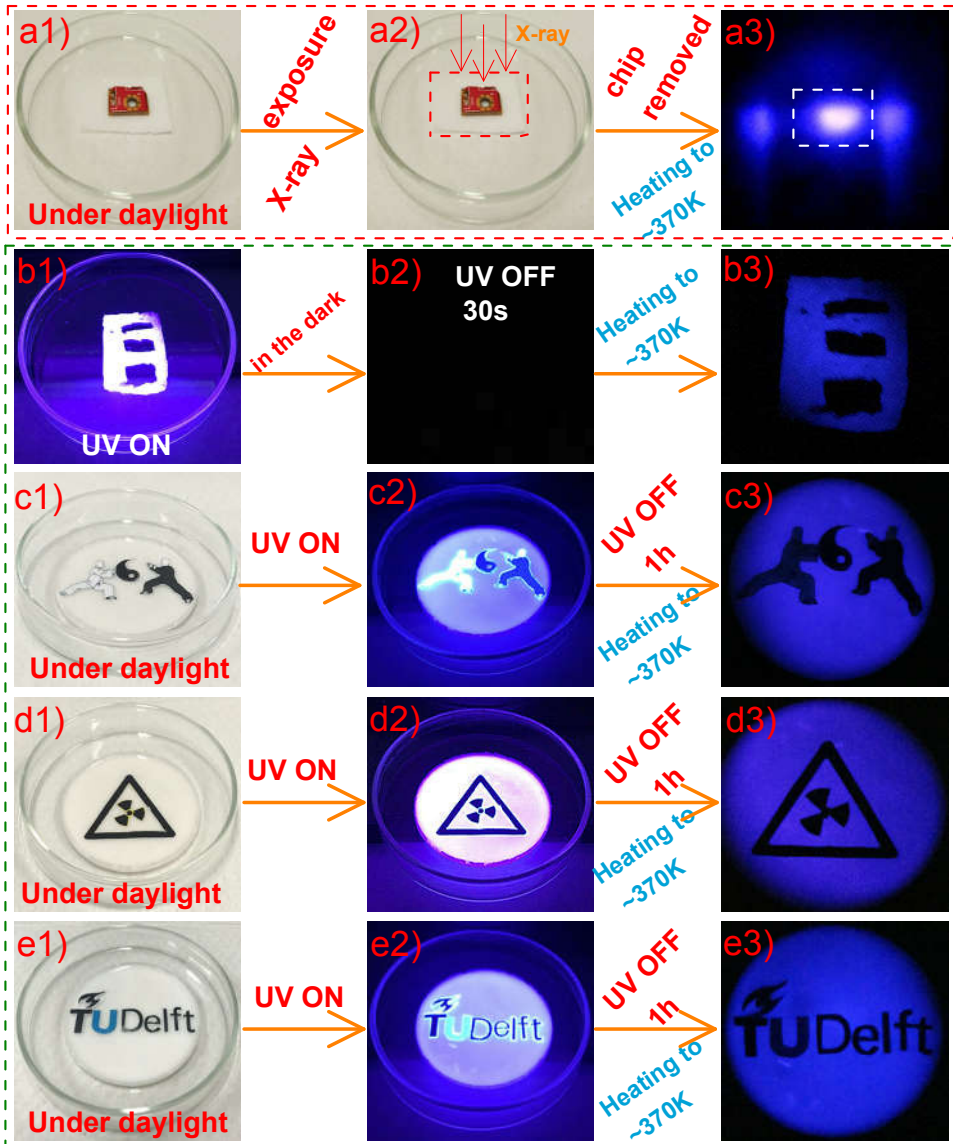 a1)
Under daylight
exposure
X-ray
a2)
X-ray
chip
removed
Heating to
~370K
a3)
b1)
UV ON
in the dark
b2)
UV OFF
30s
Heating to
~370K
b3)
c1)
Under daylight
UV ON
c2)
UV OFF
1h
Heating to
~370K
c3)
d1)
Under daylight
UV ON
d2)
UV OFF
1h
Heating to
~370K
d3)
e1)
TUDelft
Under daylight
UV ON
e2)
TUDelft
UV OFF
1h
Heating to
~370K
e3)
TUDelft